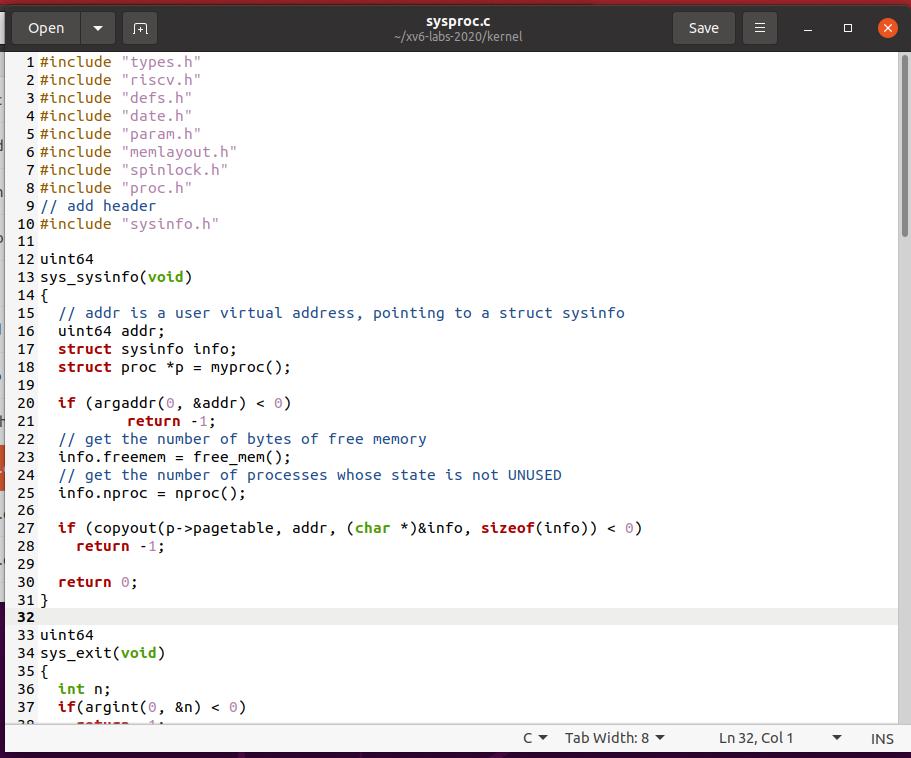 Open
sysproc.c
~/xv6-labs-2020/kernel
Save
1 #include "types.h"
2 #include "riscv.h"
3 #include "defs.h"
4 #include "date.h"
5 #include "param.h"
6 #include "memlayout.h"
7 #include "spinlock.h"
8 #include "proc.h"
9 // add header
10 #include "sysinfo.h"
11
12 uint64
13 sys_sysinfo(void)
14 {
15   // addr is a user virtual address, pointing to a struct sysinfo
16   uint64 addr;
17   struct sysinfo info;
18   struct proc *p = myproc();
19
20   if (argaddr(0, &addr) < 0)
21           return -1;
22   // get the number of bytes of free memory
23   info.freemem = free_mem();
24   // get the number of processes whose state is not UNUSED
25   info.nproc = nproc();
26
27   if (copyout(p->pagetable, addr, (char *)&info, sizeof(info)) < 0)
28     return -1;
29
30   return 0;
31 }
32
33 uint64
34 sys_exit(void)
35 {
36   int n;
37   if(argint(0, &n) < 0)
38     return -1;
C
Tab Width: 8
Ln 32, Col 1
INS